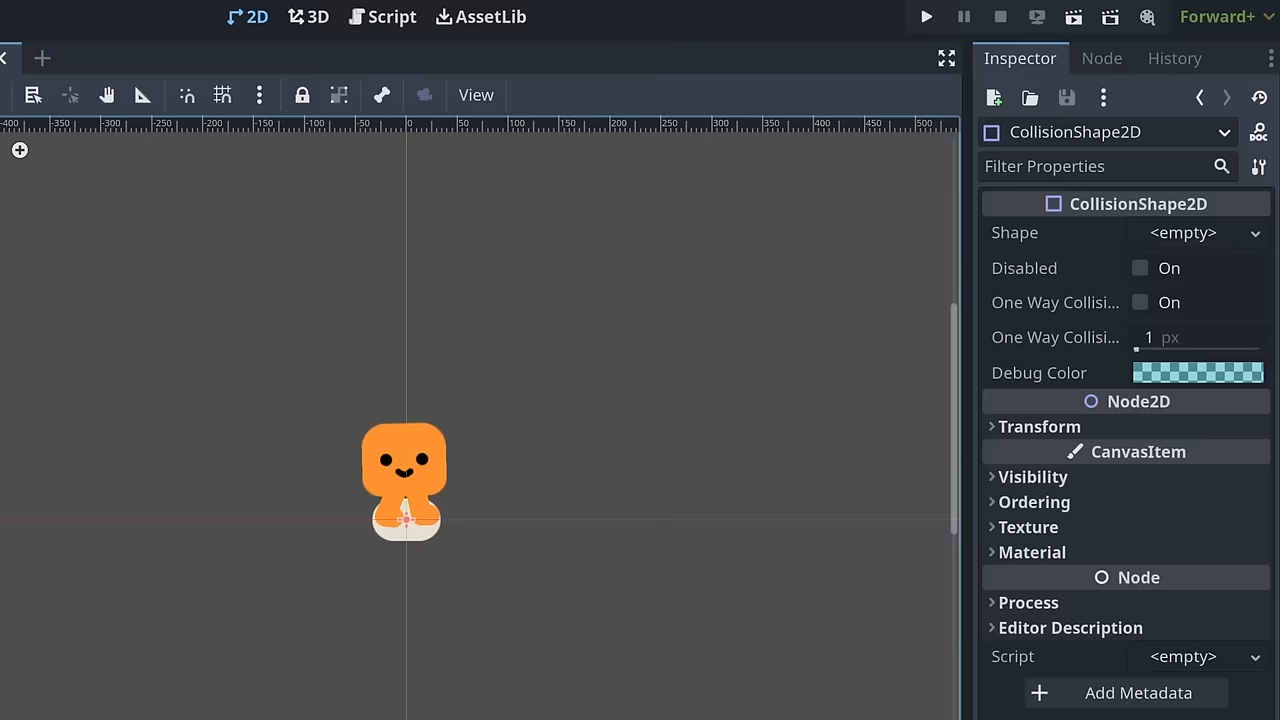 2D 3D Script AssetLib Forward+
Inspector Node History
View
-400 -350 -300 -250 -200 -150 -100 -50 0 50 100 150 200 250 300 350 400 450 500
CollisionShape2D
DOC
Filter Properties
CollisionShape2D
Shape <empty>
Disabled On
One Way Collisi... On
One Way Collisi... 1 px
Debug Color
Node2D
Transform
CanvasItem
Visibility
Ordering
Texture
Material
Node
Process
Editor Description
Script <empty>
Add Metadata